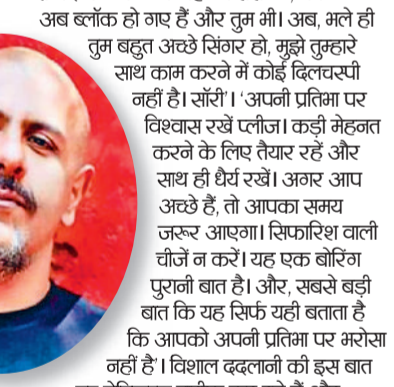 अब ब्लॉक हो गए हैं और तुम भी। अब, भले ही
तुम बहुत अच्छे सिंगर हो, मुझे तुम्हारे
साथ काम करने में कोई दिलचस्पी
नहीं है। सॉरी’। ‘अपनी प्रतिभा पर
विश्वास रखें प्लीज। कड़ी मेहनत
करने के लिए तैयार रहें और
साथ ही धैर्य रखें। अगर आप
अच्छे हैं, तो आपका समय
जरूर आएगा। सिफारिश वाली
चीजें न करें। यह एक बोरिंग
पुरानी बात है। और, सबसे बड़ी
बात कि यह सिर्फ यही बताता है
कि आपको अपनी प्रतिभा पर भरोसा
नहीं है’। विशाल ददलानी की इस बात